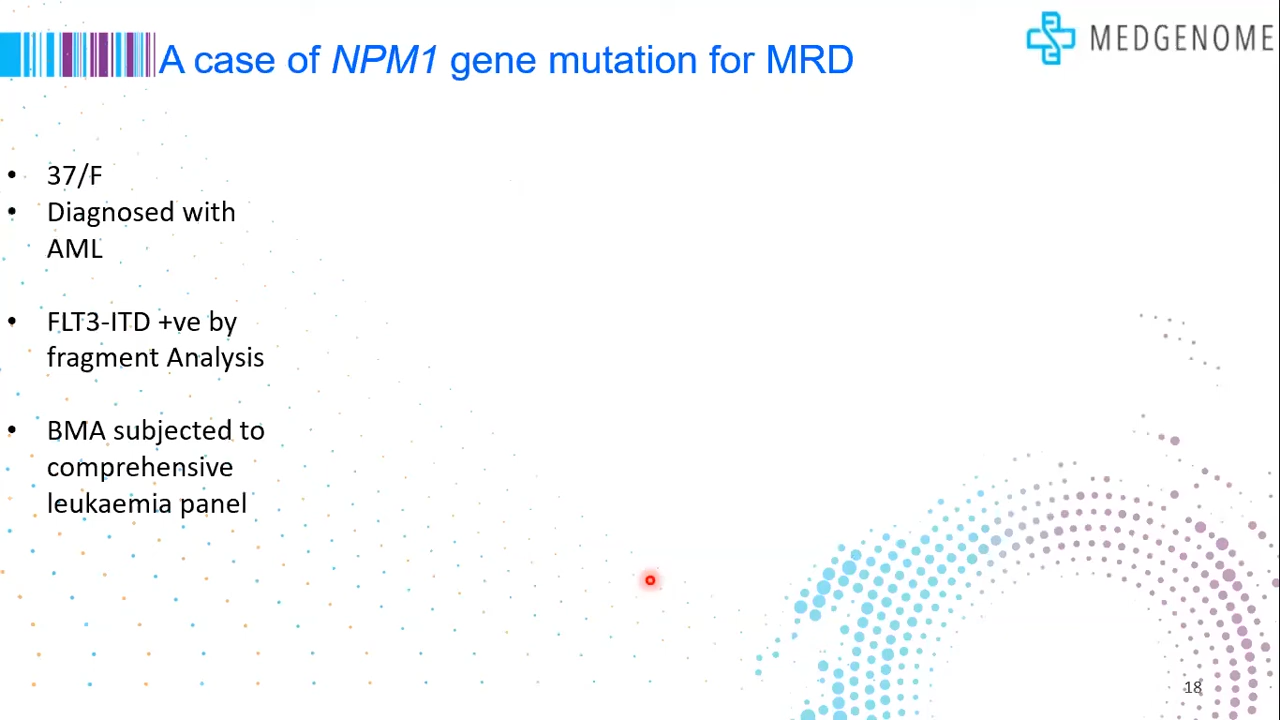 A case of NPM1 gene mutation for MRD
MEDGENOME
• 37/F
• Diagnosed with
AML
• FLT3-ITD +ve by
fragment Analysis
• BMA subjected to
comprehensive
leukaemia panel
18